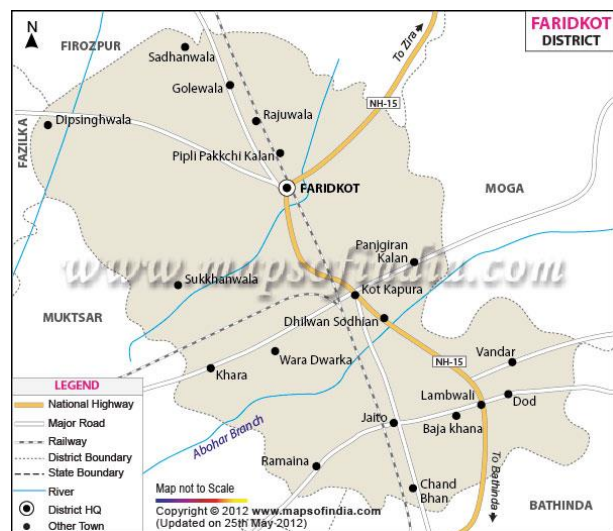 FARIDKOT
DISTRICT
N
FIROZPUR
Sadhanwala
To Zira
Golewala
NH-15
Dipsinghwala
Rajuwala
FAZILKA
Pipli Pakkchi Kalan
FARIDKOT
MOGA
Panjgiran
Kalan
www.mapsofindia.com
Sukkhanwala
Kot Kapura
MUKTSAR
Dhilwan Sodhian
Wara Dwarka
Vandar
NH-15
Khara
LEGEND
National Highway
Major Road
Railway
District Boundary
State Boundary
River
District HQ
Other Town
Lambwali
Dod
Jaito
Baja khana
Abohar Branch
Ramaina
To Bathinda
Chand
Bhan
BATHINDA
Map not to Scale
Copyright © 2012 www.mapsofindia.com
(Updated on 25th May-2012)